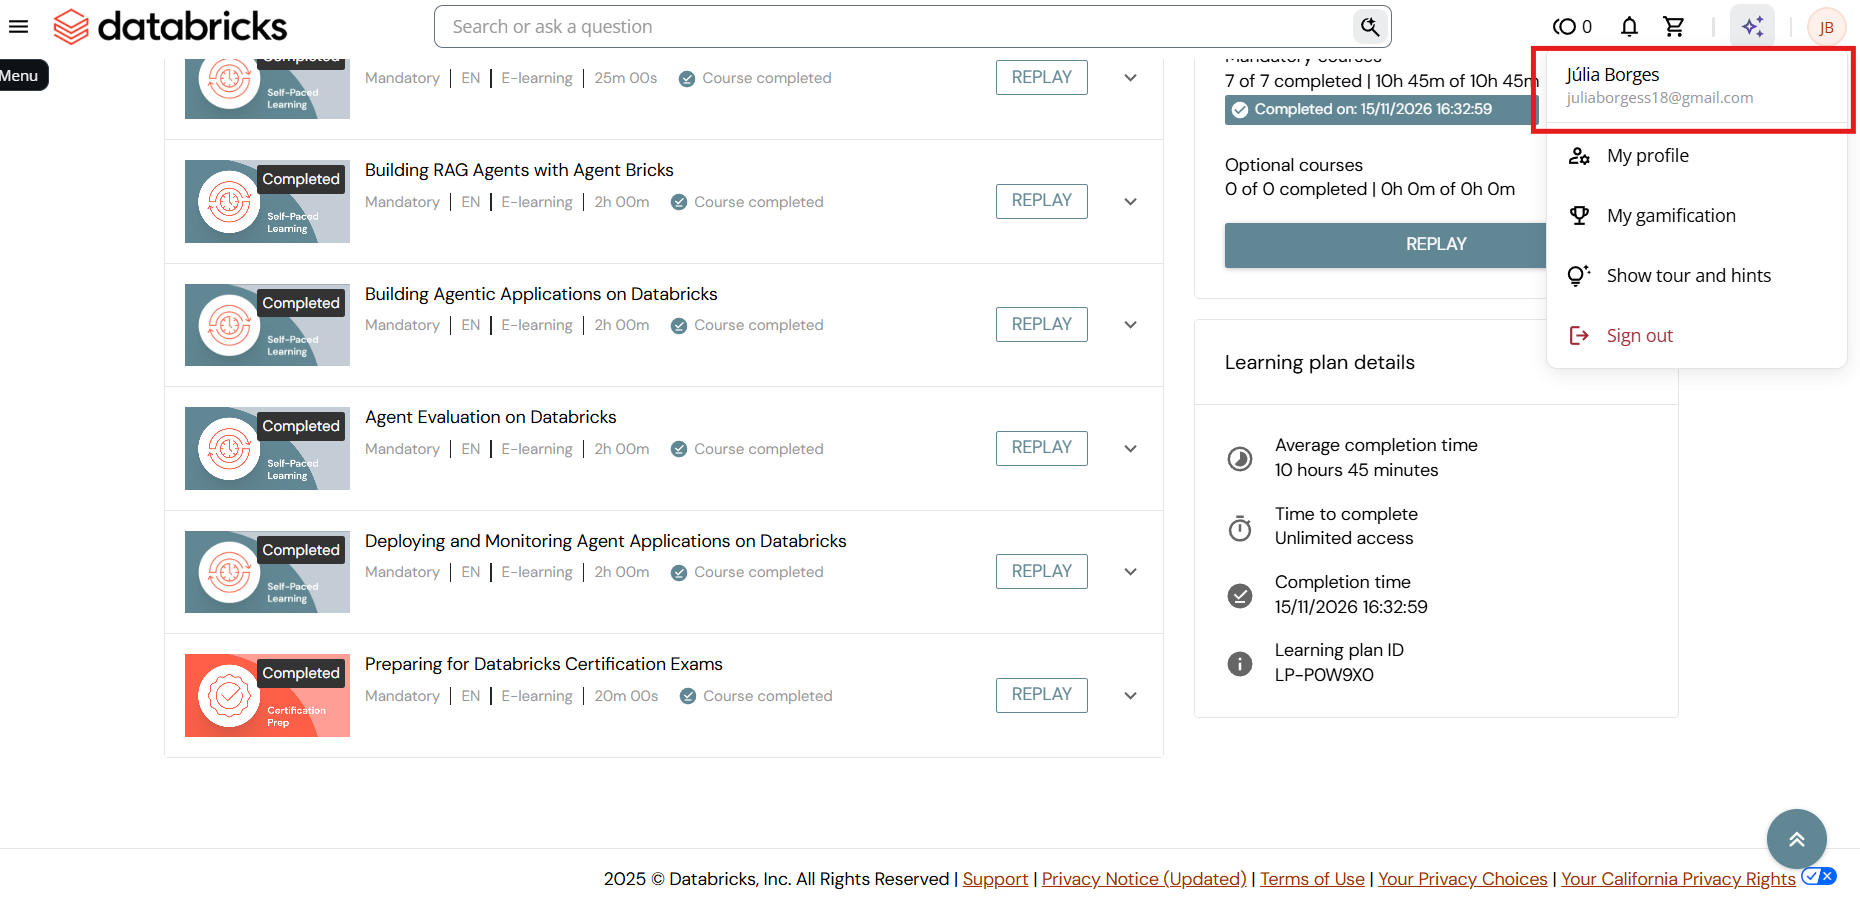 databricks
Search or ask a question
0
JB
Menu
Completed
Self-Paced
Learning
Mandatory | EN | E-learning | 25m 00s Course completed
REPLAY
Completed
Self-Paced
Learning
Building RAG Agents with Agent Bricks
Mandatory | EN | E-learning | 2h 00m Course completed
REPLAY
Completed
Self-Paced
Learning
Building Agentic Applications on Databricks
Mandatory | EN | E-learning | 2h 00m Course completed
REPLAY
Completed
Self-Paced
Learning
Agent Evaluation on Databricks
Mandatory | EN | E-learning | 2h 00m Course completed
REPLAY
Completed
Self-Paced
Learning
Deploying and Monitoring Agent Applications on Databricks
Mandatory | EN | E-learning | 2h 00m Course completed
REPLAY
Completed
Certification
Prep
Preparing for Databricks Certification Exams
Mandatory | EN | E-learning | 20m 00s Course completed
REPLAY
Mandatory courses
7 of 7 completed | 10h 45m of 10h 45m
Completed on: 15/11/2026 16:32:59
Optional courses
0 of 0 completed | 0h 0m of 0h 0m
REPLAY
Learning plan details
Average completion time
10 hours 45 minutes
Time to complete
Unlimited access
Completion time
15/11/2026 16:32:59
Learning plan ID
LP-P0W9X0
Júlia Borges
juliaborgess18@gmail.com
My profile
My gamification
Show tour and hints
Sign out
2025 © Databricks, Inc. All Rights Reserved | Support | Privacy Notice (Updated) | Terms of Use | Your Privacy Choices | Your California Privacy Rights